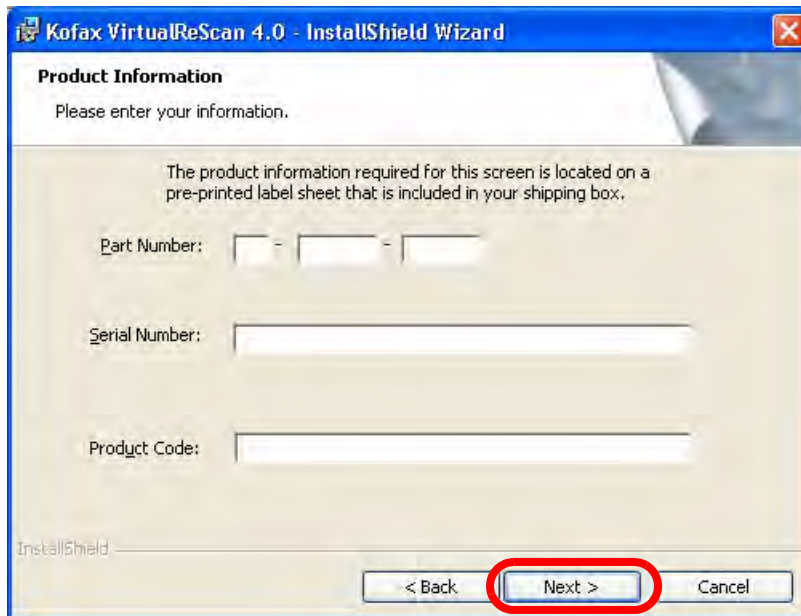 Kofax VirtualReScan 4.0 - InstallShield Wizard
Product Information
Please enter your information.
The product information required for this screen is located on a
pre-printed label sheet that is included in your shipping box.
Part Number: - -
Serial Number:
Product Code:
InstallShield
< Back Next > Cancel